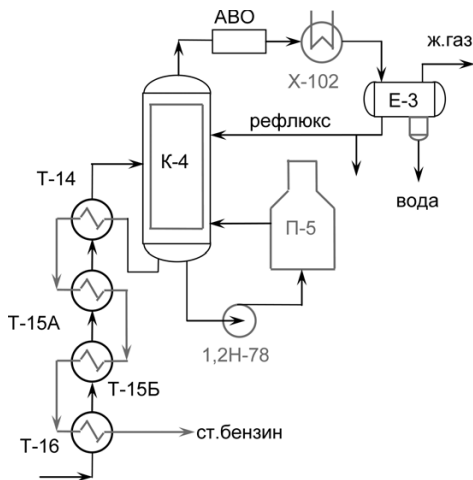 АВО
Х-102
ж.газ
Е-3
рефлюкс
К-4
Т-14
вода
П-5
Т-15А
1,2Н-78
Т-15Б
Т-16
ст.бензин